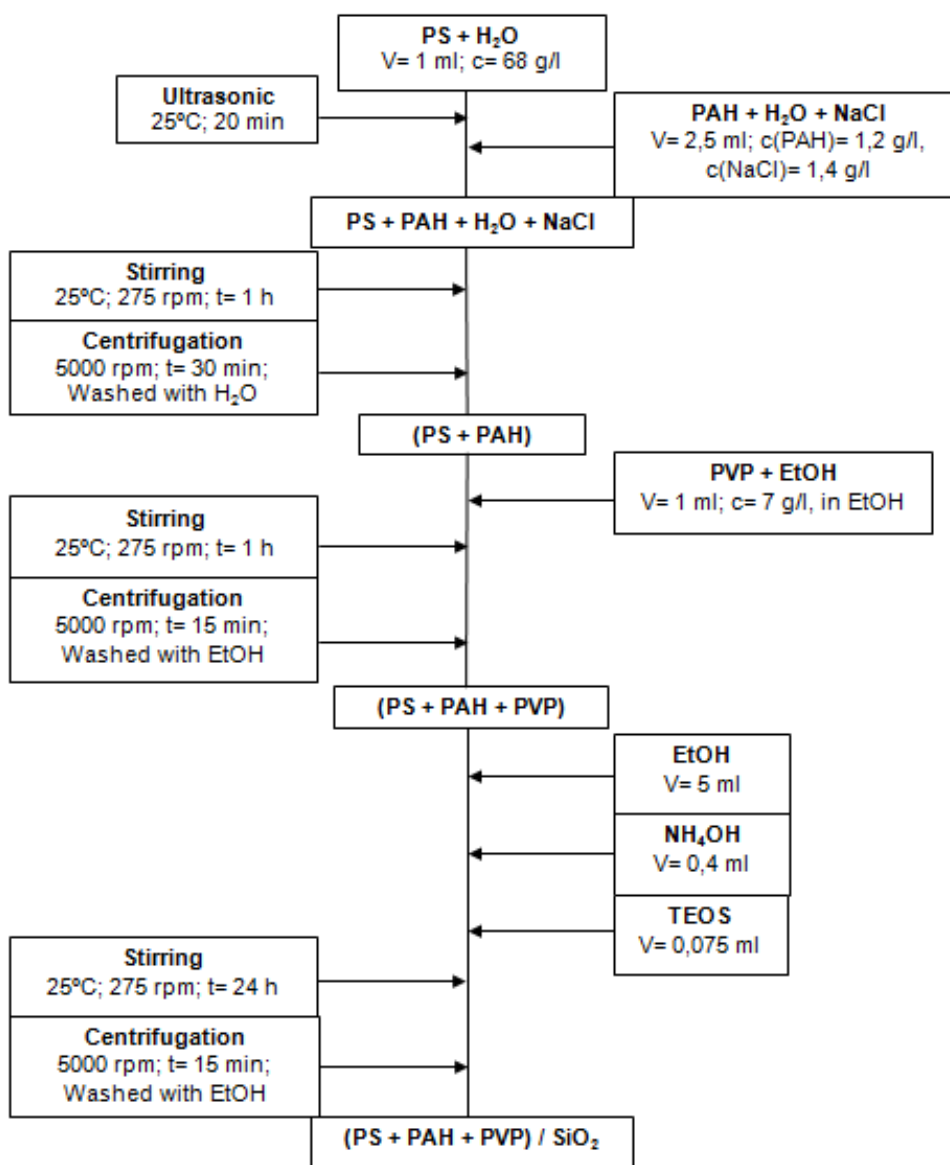 PS + H₂O
V= 1 ml; c= 68 g/l
Ultrasonic
25ºC; 20 min
PAH + H₂O + NaCl
V= 2,5 ml; c(PAH)= 1,2 g/l,
c(NaCl)= 1,4 g/l
PS + PAH + H₂O + NaCl
Stirring
25ºC; 275 rpm; t= 1 h
Centrifugation
5000 rpm; t= 30 min;
Washed with H₂O
(PS + PAH)
PVP + EtOH
V= 1 ml; c= 7 g/l, in EtOH
Stirring
25ºC; 275 rpm; t= 1 h
Centrifugation
5000 rpm; t= 15 min;
Washed with EtOH
(PS + PAH + PVP)
EtOH
V= 5 ml
NH₄OH
V= 0,4 ml
TEOS
V= 0,075 ml
Stirring
25ºC; 275 rpm; t= 24 h
Centrifugation
5000 rpm; t= 15 min;
Washed with EtOH
(PS + PAH + PVP) / SiO₂